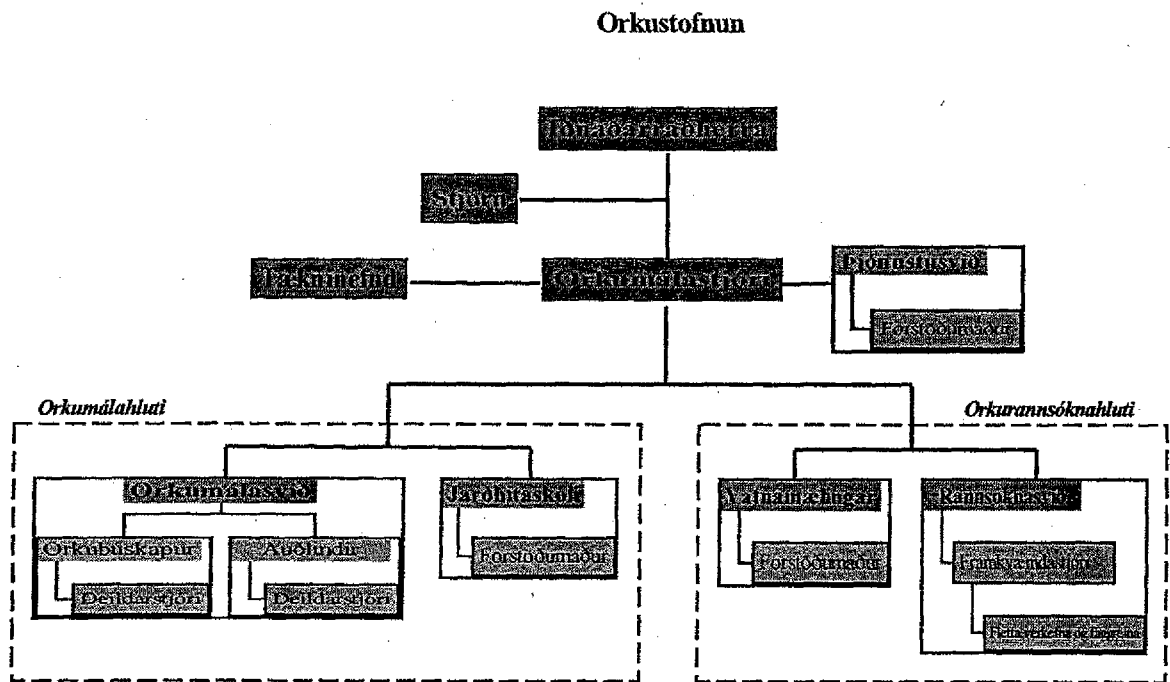 Orkustofnun
Iðnaðarráðherra
Stjórn
Tækninefnd
Orkumálastjóri
Þjónustusvið
Forstöðumaður
Orkumálahluti
Orkurannsóknahluti
Orkumálasvið
Jarðhitaskóli
Vatnamælingar
Rannsóknasvið
Orkubúskapur
Auðlindir
Forstöðumaður
Forstöðumaður
Framkvæmdastjóri
Deildarstjóri
Deildarstjóri